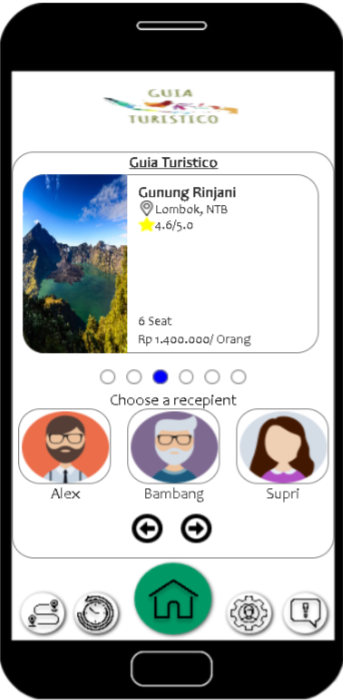 GUIA
TURISTICO
Guia Turistico
Gunung Rinjani
Lombok, NTB
4.6/5.0
6 Seat
Rp 1.400.000/ Orang
Choose a recepient
Alex
Bambang
Supri